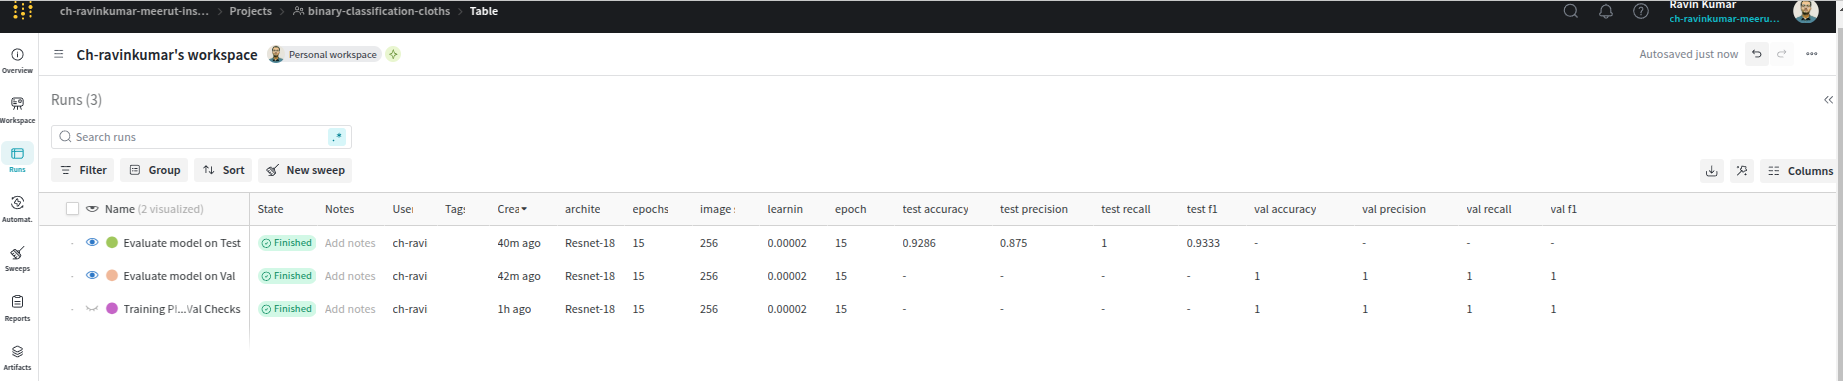 ch-ravinkumar-meerut-ins... > Projects > binary-classification-cloths > Table
Ravin Kumar
ch-ravinkumar-meeru...
Overview
Workspace
Runs
Automat.
Sweeps
Reports
Artifacts
Ch-ravinkumar's workspace Personal workspace
Autosaved just now
Runs (3)
Search runs .*
Filter Group Sort New sweep Columns
Name (2 visualized) State Notes User Tags Crea archite epochs image learnin epoch test accuracy test precision test recall test f1 val accuracy val precision val recall val f1
Evaluate model on Test Finished Add notes ch-ravi 40m ago Resnet-18 15 256 0.00002 15 0.9286 0.875 1 0.9333 - - - -
Evaluate model on Val Finished Add notes ch-ravi 42m ago Resnet-18 15 256 0.00002 15 - - - - 1 1 1 1
Training Pl...Val Checks Finished Add notes ch-ravi 1h ago Resnet-18 15 256 0.00002 15 - - - - 1 1 1 1